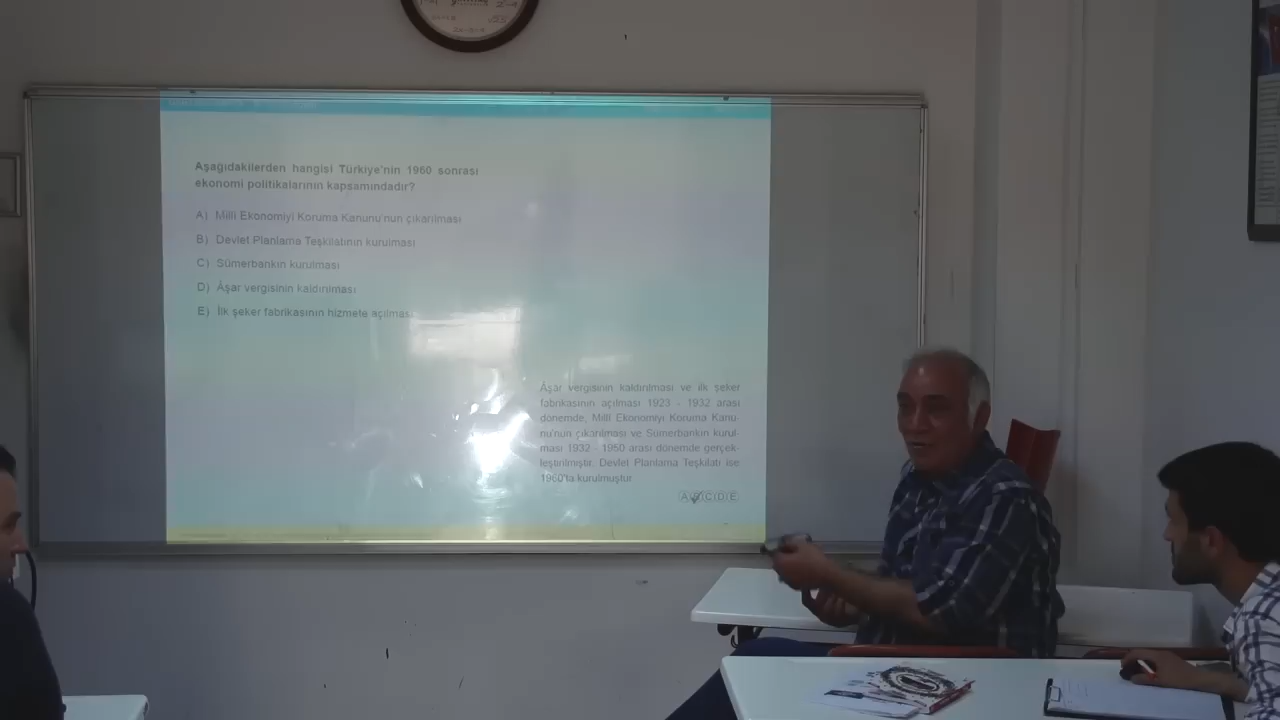 Aşağıdakilerden hangisi Türkiye'nin 1960 sonrası
ekonomi politikalarının kapsamındadır?
A) Milli Ekonomiyi Koruma Kanunu'nun çıkarılması
B) Devlet Planlama Teşkilatının kurulması
C) Sümerbankın kurulması
D) Âşar vergisinin kaldırılması
E) İlk şeker fabrikasının hizmete açılması
Âşar vergisinin kaldırılması ve ilk şeker
fabrikasının açılması 1923 - 1932 arası
dönemde, Milli Ekonomiyi Koruma Kanu-
nu'nun çıkarılması ve Sümerbankın kurul-
ması 1932 - 1950 arası dönemde gerçek-
leştirilmiştir. Devlet Planlama Teşkilatı ise
1960'ta kurulmuştur.
A B C D E